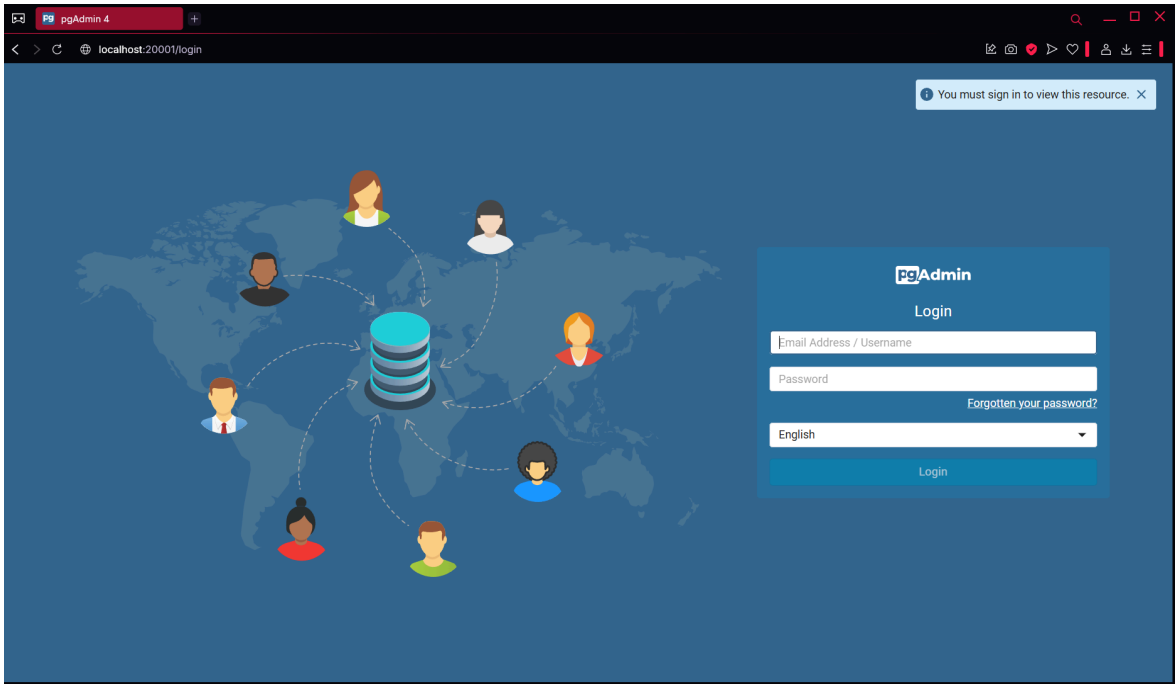 pgAdmin 4
localhost:20001/login
You must sign in to view this resource.
pgAdmin
Login
Email Address / Username
Password
Forgotten your password?
English
Login